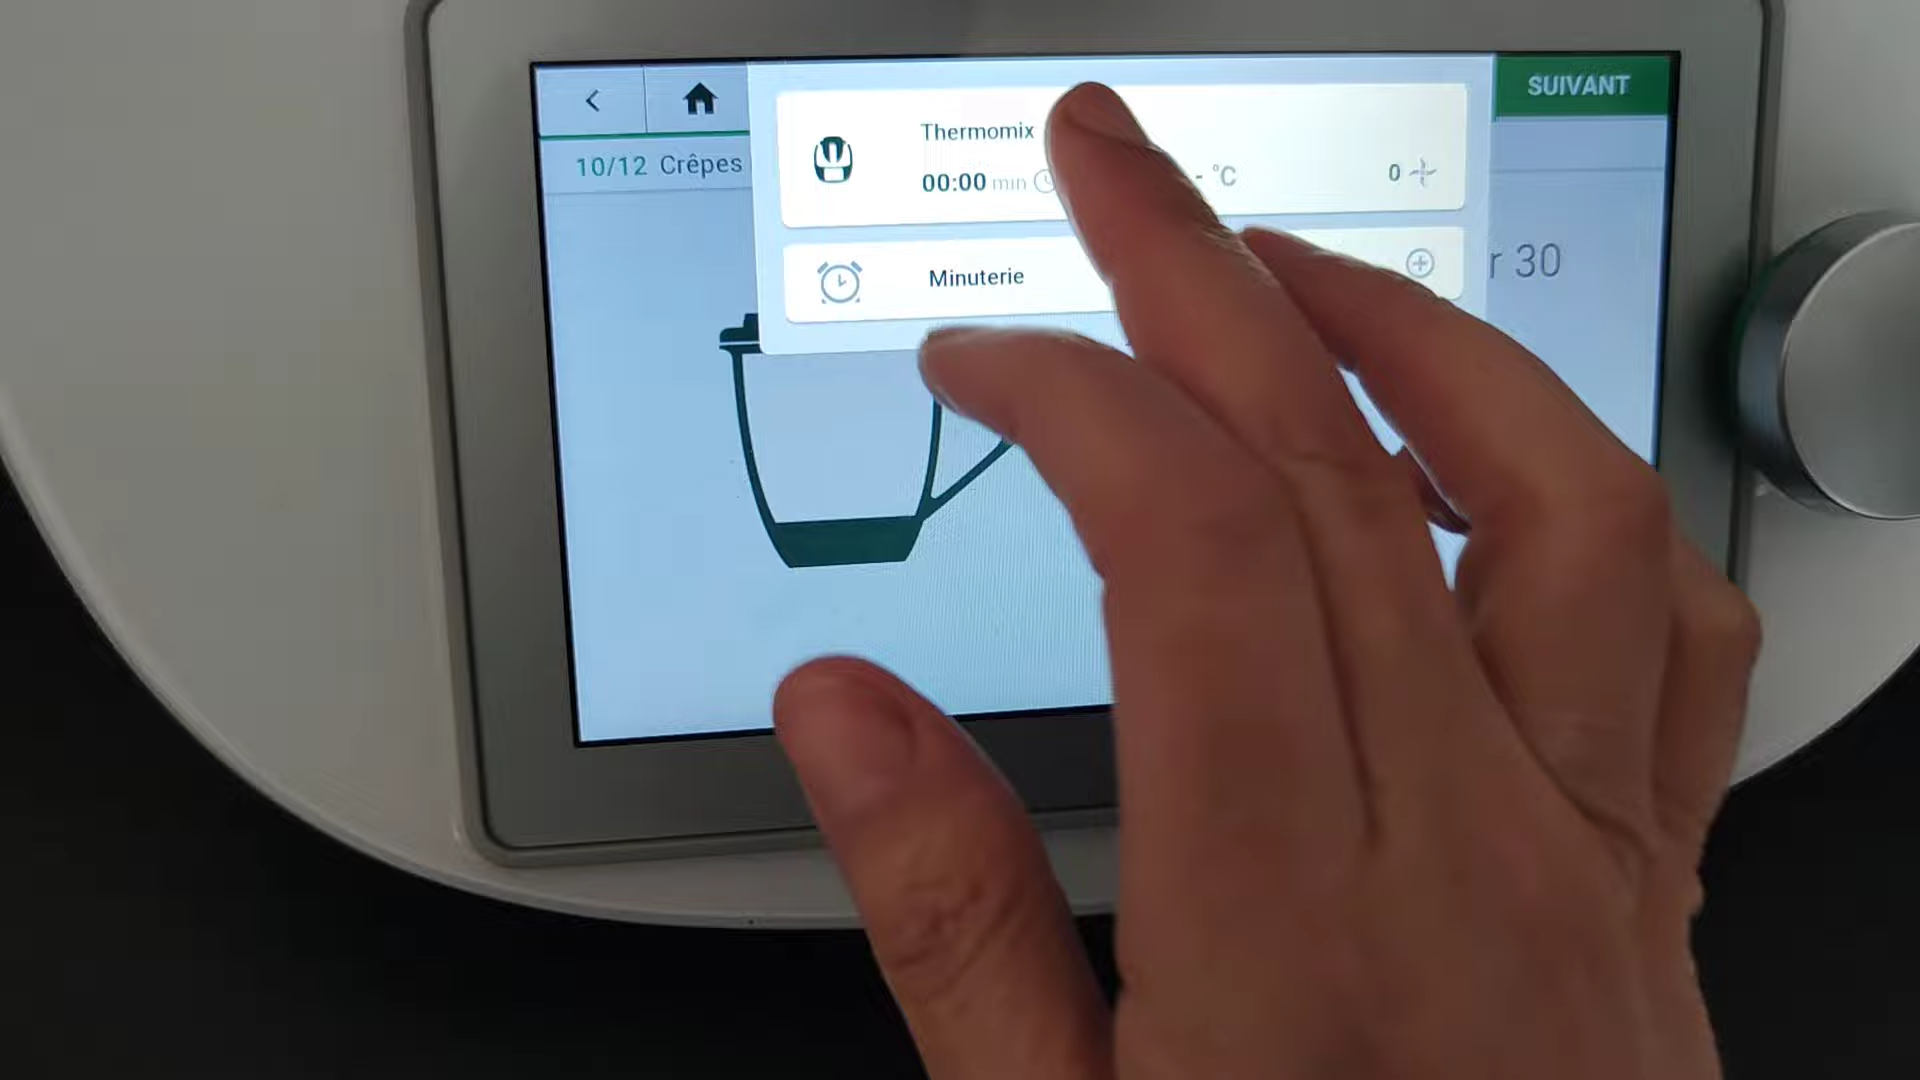 SUIVANT
10/12 Crêpes
Thermomix
00:00 min - °C 0
Minuterie
r 30